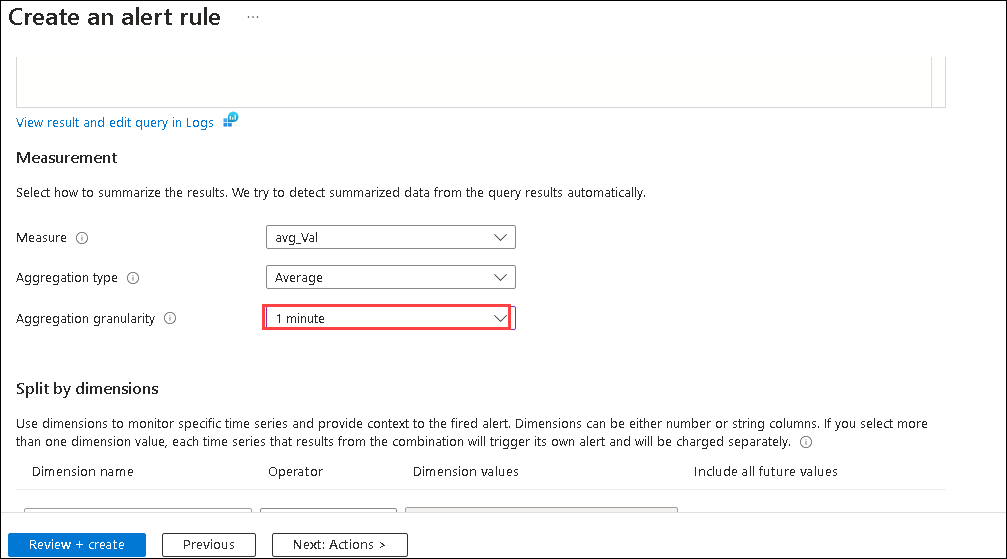 Create an alert rule ...
View result and edit query in Logs
Measurement
Select how to summarize the results. We try to detect summarized data from the query results automatically.
Measure avg_Val
Aggregation type Average
Aggregation granularity 1 minute
Split by dimensions
Use dimensions to monitor specific time series and provide context to the fired alert. Dimensions can be either number or string columns. If you select more
than one dimension value, each time series that results from the combination will trigger its own alert and will be charged separately.
Dimension name Operator Dimension values Include all future values
Review + create Previous Next: Actions >